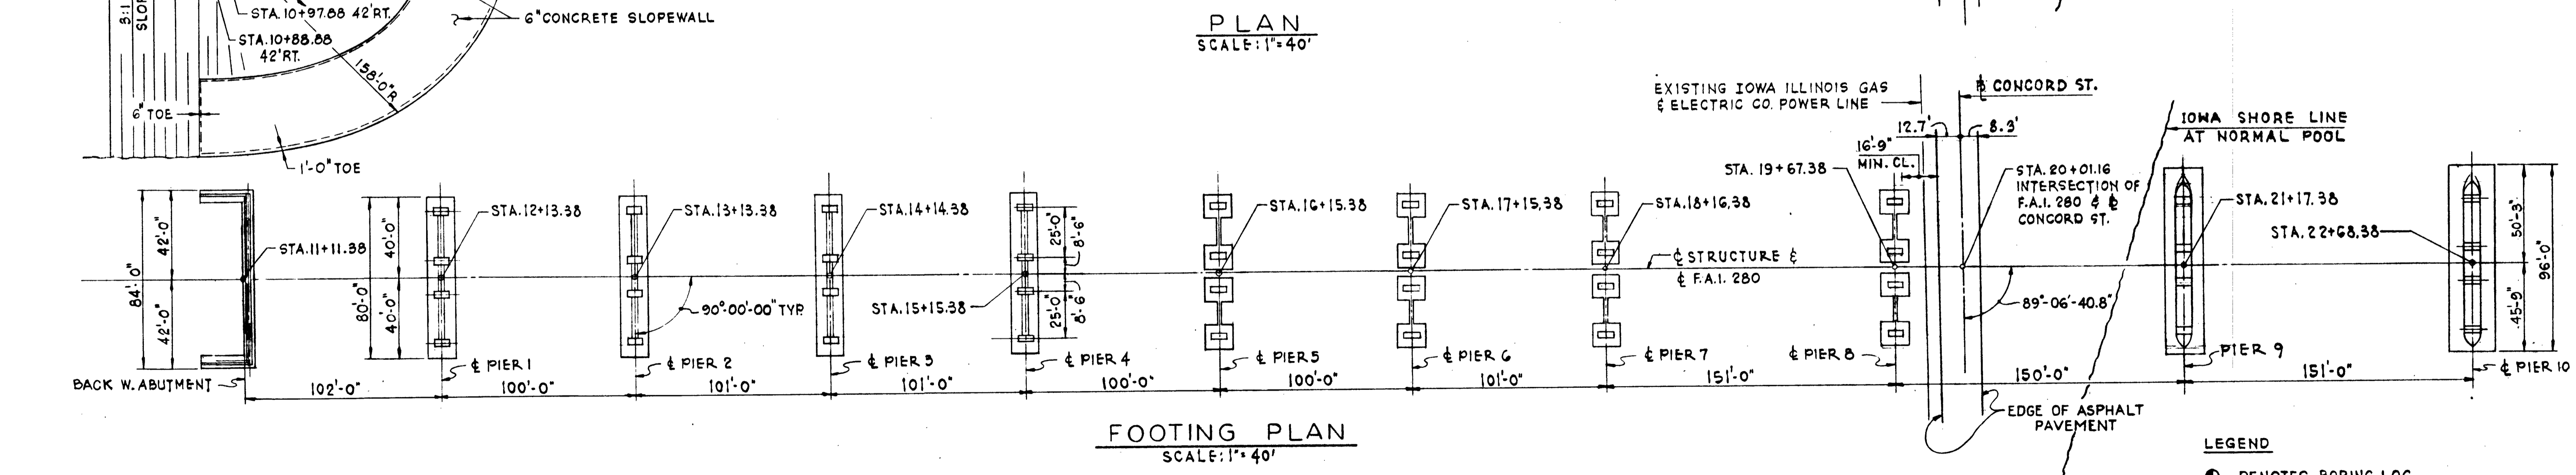 3:1
SLOP
STA.10+97.88 42'RT.
STA.10+88.88
42'RT.
6" CONCRETE SLOPEWALL
158'-0"R
6" TOE
1'-0" TOE
PLAN
SCALE: 1"=40'
EXISTING IOWA ILLINOIS GAS
& ELECTRIC CO. POWER LINE
CONCORD ST.
12.7'
8.3'
16'-9"
MIN. CL.
IOWA SHORE LINE
AT NORMAL POOL
84'-0"
42'-0"
42'-0"
STA.11+11.38
80'-0"
40'-0"
40'-0"
STA.12+13.38
STA.13+13.38
90°-00'-00" TYP.
STA.14+14.38
STA.15+15.38
25'-0"
8'-6"
25'-0"
8'-6"
STA.16+15.38
STA.17+15.38
STA.18+16.38
STA. 19+67.38
℄ STRUCTURE &
℄ F.A.I. 280
STA. 20+01.16
INTERSECTION OF
F.A.I. 280 & ℄
CONCORD ST.
89°-06'-40.8"
STA.21+17.38
STA.22+68.38
50'-3"
45'-9"
96'-0"
BACK W. ABUTMENT
℄ PIER 1
℄ PIER 2
℄ PIER 3
℄ PIER 4
℄ PIER 5
℄ PIER 6
℄ PIER 7
℄ PIER 8
PIER 9
℄ PIER 10
102'-0"
100'-0"
101'-0"
101'-0"
100'-0"
100'-0"
101'-0"
151'-0"
150'-0"
151'-0"
EDGE OF ASPHALT
PAVEMENT
FOOTING PLAN
SCALE: 1"=40'
LEGEND
DENOTES BORING LOG